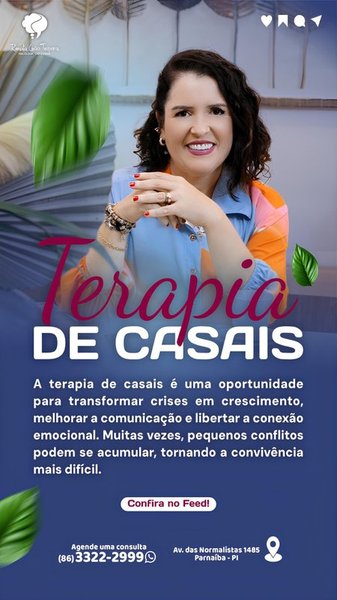 Terapia
DE CASAIS
A terapia de casais é uma oportunidade
para transformar crises em crescimento,
melhorar a comunicação e libertar a conexão
emocional. Muitas vezes, pequenos conflitos
podem se acumular, tornando a convivência
mais difícil.
Confira no Feed!
Agende uma consulta
(86) 3322-2999
Av. das Normalistas 1485
Parnaíba - PI